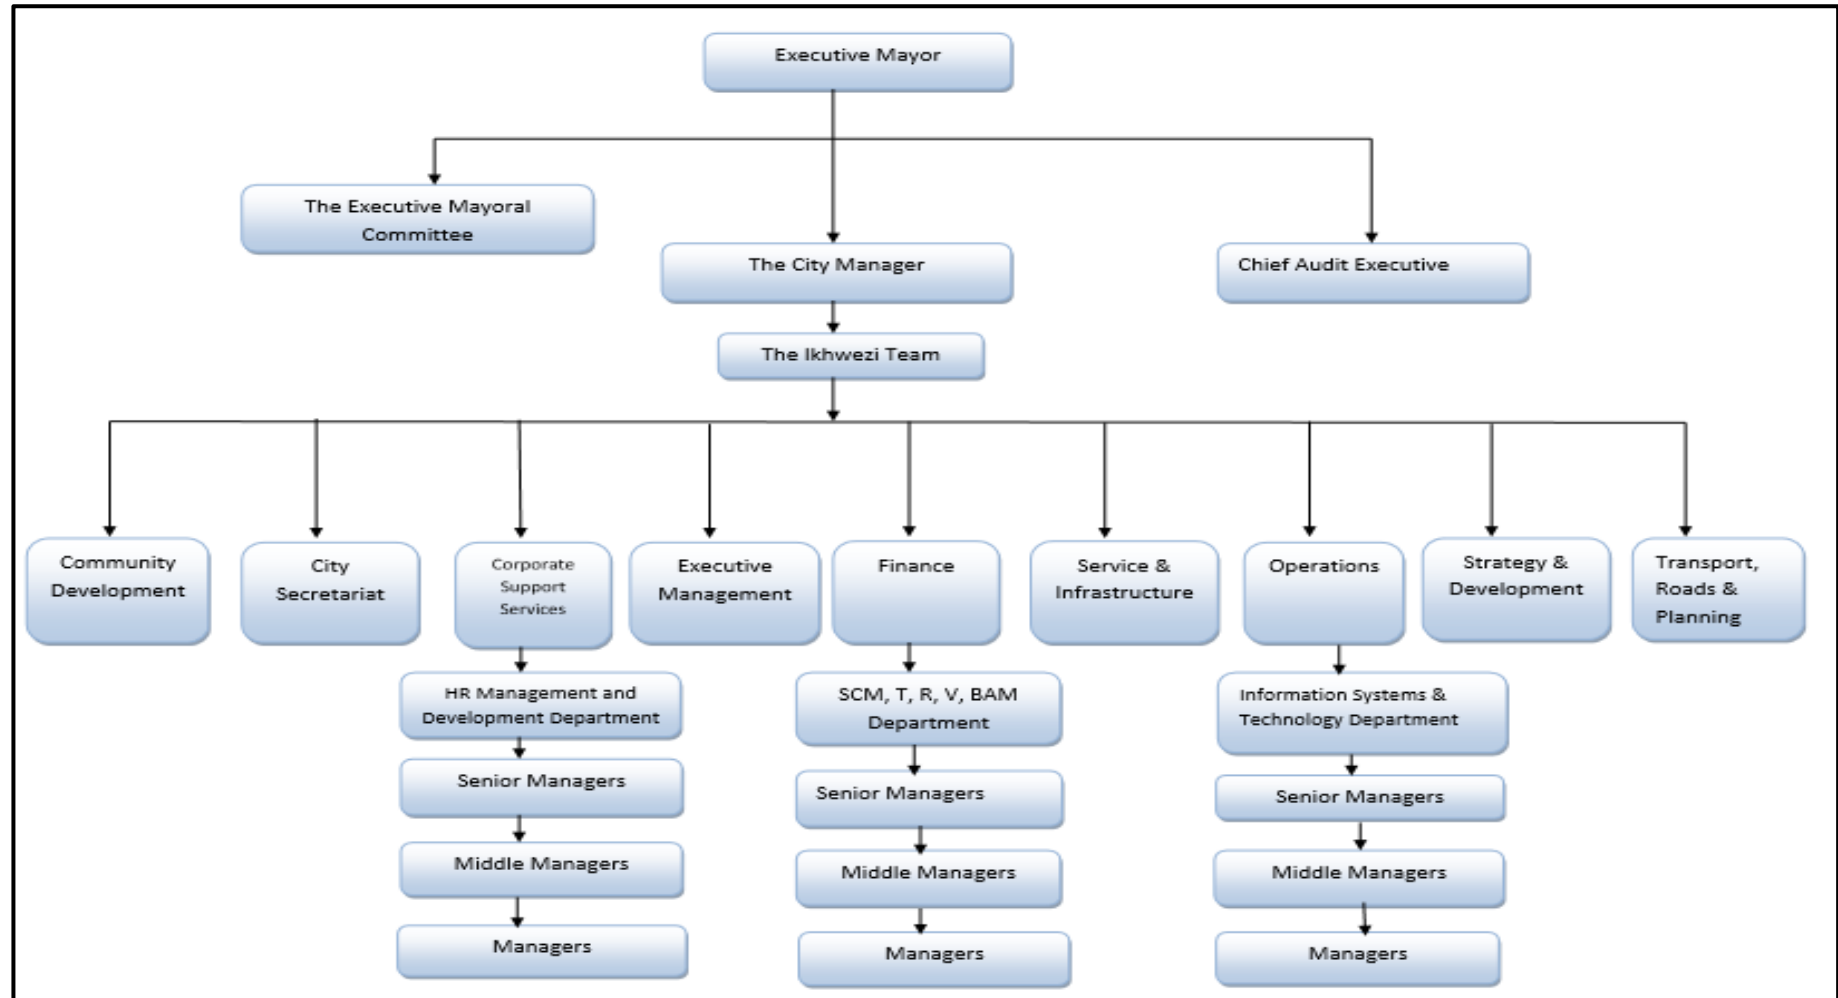 Executive Mayor
The Executive Mayoral
Committee
The City Manager
Chief Audit Executive
The Ikhwezi Team
Community
Development
City
Secretariat
Corporate
Support
Services
Executive
Management
Finance
Service &
Infrastructure
Operations
Strategy &
Development
Transport,
Roads &
Planning
HR Management and
Development Department
SCM, T, R, V, BAM
Department
Information Systems &
Technology Department
Senior Managers
Senior Managers
Senior Managers
Middle Managers
Middle Managers
Middle Managers
Managers
Managers
Managers